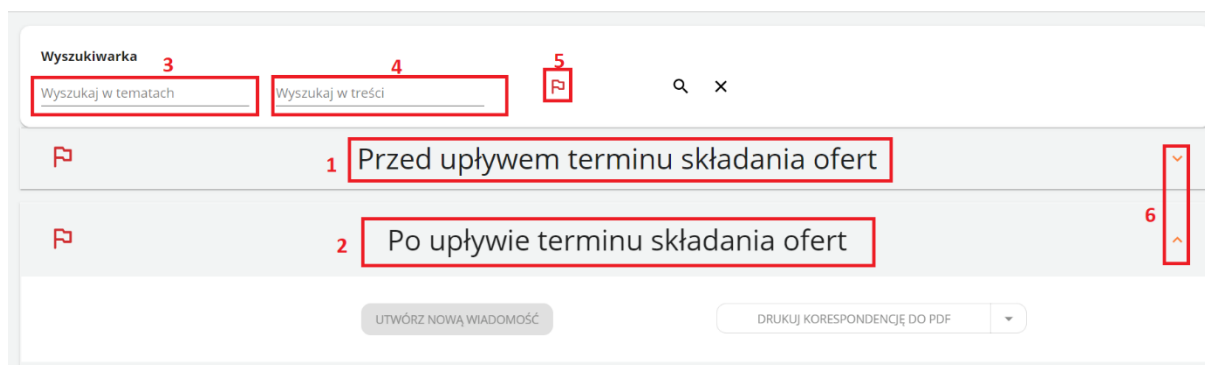 Wyszukiwarka
3
4
5
Wyszukaj w tematach
Wyszukaj w treści
1
Przed upływem terminu składania ofert
6
2
Po upływie terminu składania ofert
UTWÓRZ NOWĄ WIADOMOŚĆ
DRUKUJ KORESPONDENCJĘ DO PDF